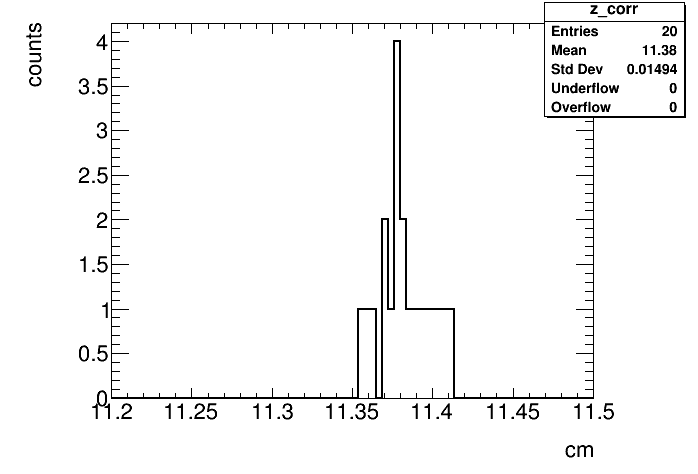 z_corr
Entries 20
Mean 11.38
Std Dev 0.01494
Underflow 0
Overflow 0
counts
4
3.5
3
2.5
2
1.5
1
0.5
0
11.2 11.25 11.3 11.35 11.4 11.45 11.5
cm